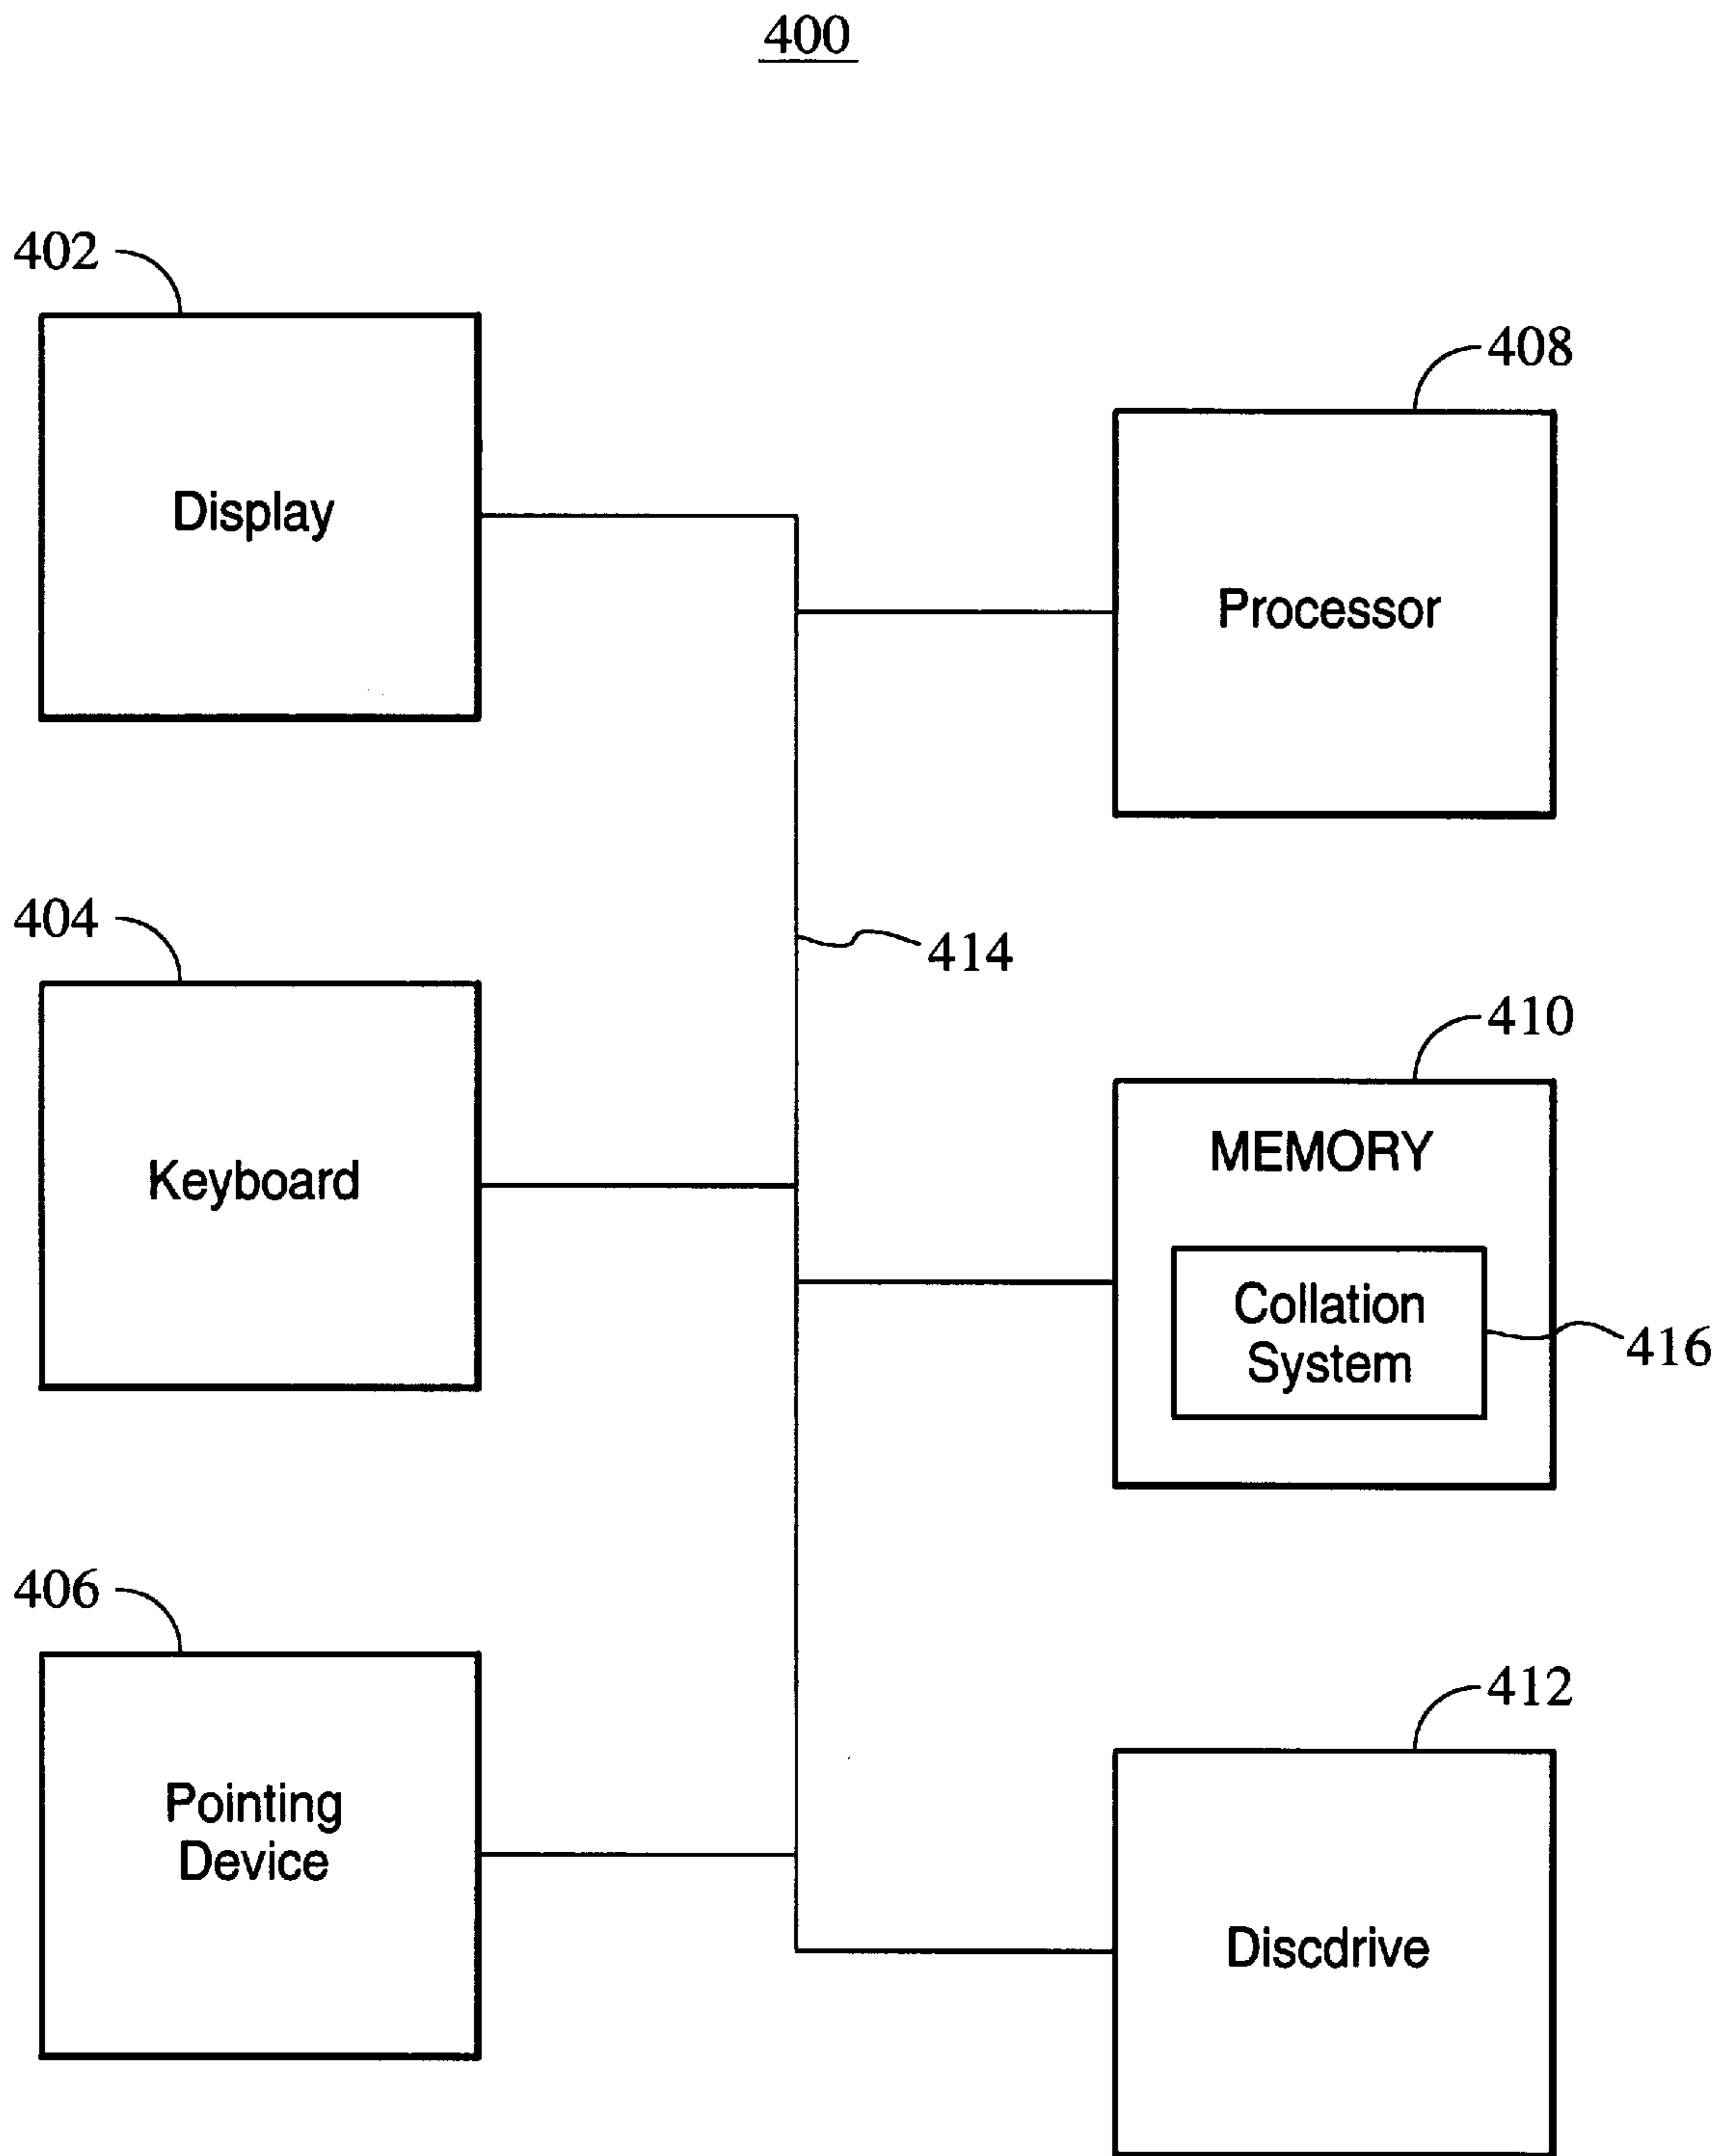 400
402
Display
408
Processor
404
Keyboard
414
410
MEMORY
Collation
System
416
406
Pointing
Device
412
Discdrive